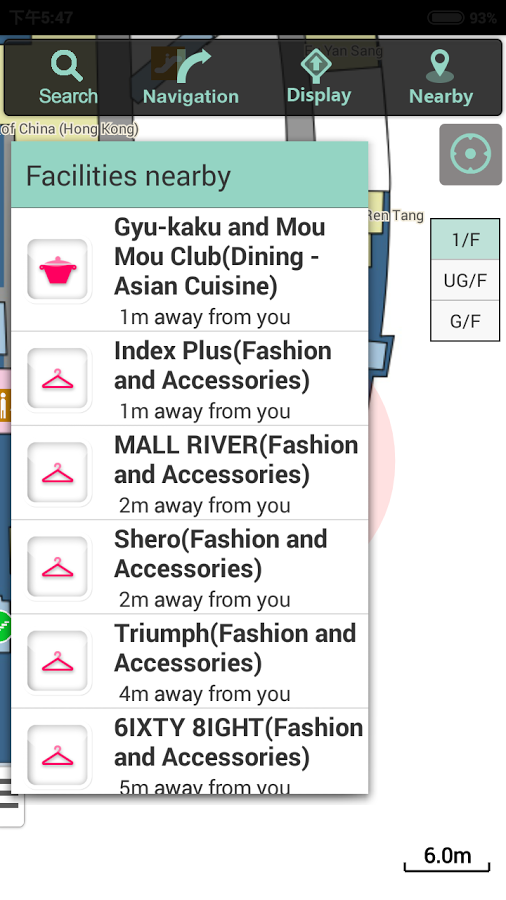 下午5:47
93%
Eu Yan Sang
Search
Navigation
Display
Nearby
of China (Hong Kong)
Facilities nearby
Ren Tang
Gyu-kaku and Mou
Mou Club(Dining -
Asian Cuisine)
1m away from you
1/F
UG/F
G/F
Index Plus(Fashion
and Accessories)
1m away from you
MALL RIVER(Fashion
and Accessories)
2m away from you
Shero(Fashion and
Accessories)
2m away from you
Triumph(Fashion and
Accessories)
4m away from you
6IXTY 8IGHT(Fashion
and Accessories)
5m away from you
6.0m